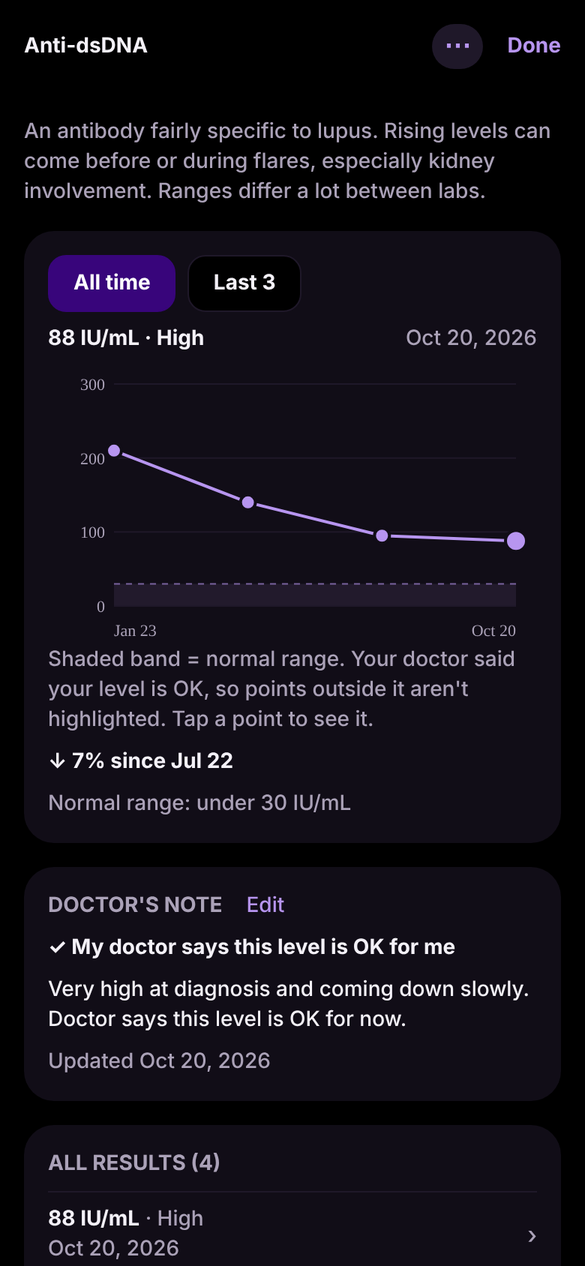 Anti-dsDNA
··· Done
An antibody fairly specific to lupus. Rising levels can
come before or during flares, especially kidney
involvement. Ranges differ a lot between labs.
All time Last 3
88 IU/mL · High Oct 20, 2026
300
200
100
0
Jan 23 Oct 20
Shaded band = normal range. Your doctor said
your level is OK, so points outside it aren't
highlighted. Tap a point to see it.
↓ 7% since Jul 22
Normal range: under 30 IU/mL
DOCTOR'S NOTE Edit
✓ My doctor says this level is OK for me
Very high at diagnosis and coming down slowly.
Doctor says this level is OK for now.
Updated Oct 20, 2026
ALL RESULTS (4)
88 IU/mL · High
Oct 20, 2026 ›